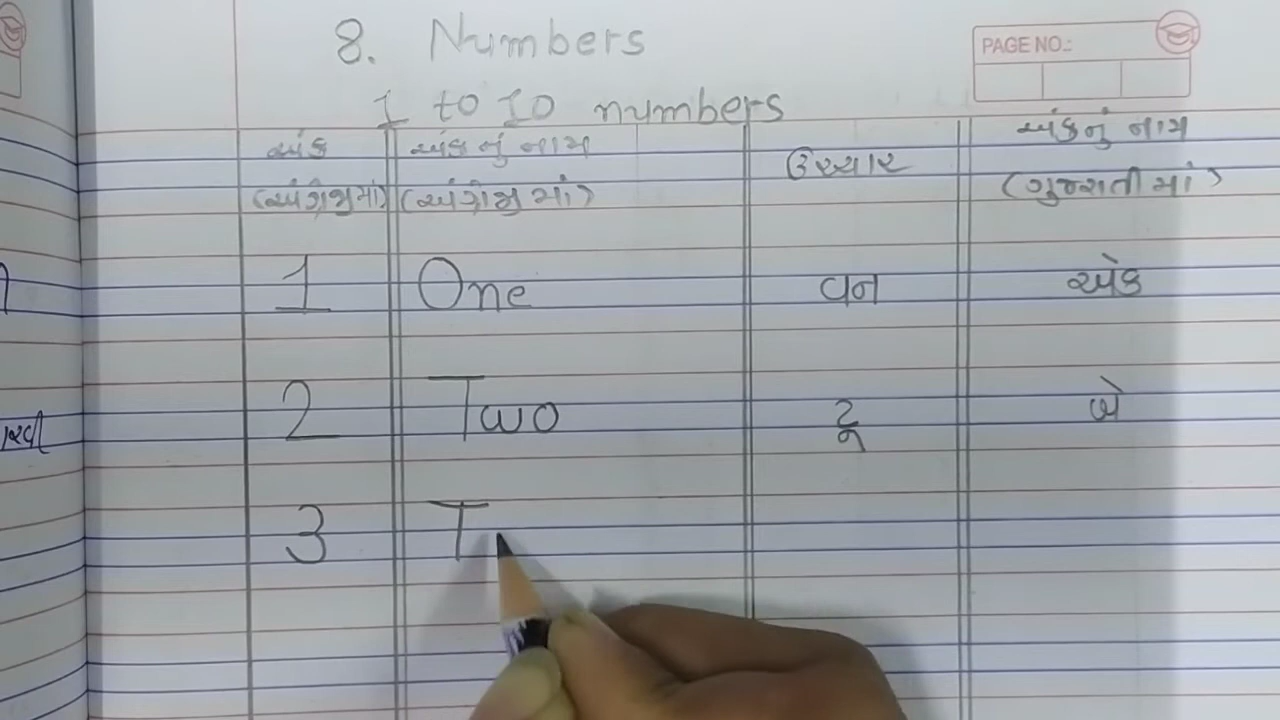 8. Numbers
PAGE NO.:
1 to 10 numbers
અંક
(અંગ્રેજીમાં)
અંકનું નામ
(અંગ્રેજીમાં)
ઉચ્ચાર
અંકનું નામ
(ગુજરાતીમાં)
1 One વન એક
2 Two ટૂ બે
3 T